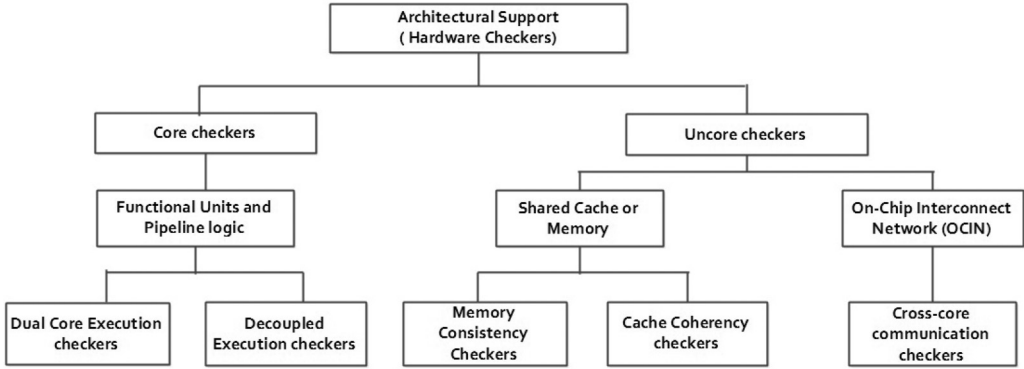 Architectural Support
( Hardware Checkers)
Core checkers
Uncore checkers
Functional Units and
Pipeline logic
Shared Cache or
Memory
On-Chip Interconnect
Network (OCIN)
Dual Core Execution
checkers
Decoupled
Execution checkers
Memory
Consistency
Checkers
Cache Coherency
checkers
Cross-core
communication
checkers